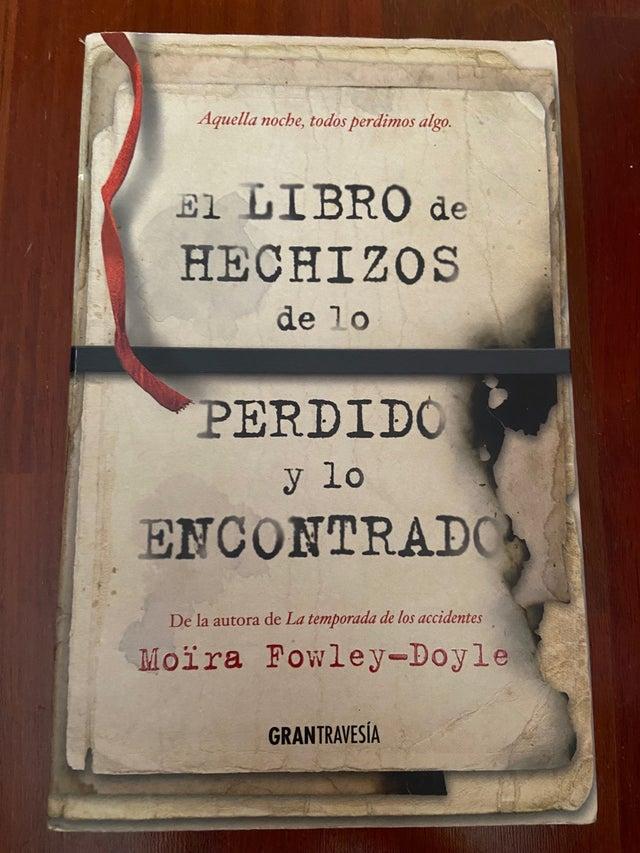 Aquella noche, todos perdimos algo.
El LIBRO de
HECHIZOS
de lo
PERDIDO
y lo
ENCONTRADO
De la autora de La temporada de los accidentes
Moïra Fowley-Doyle
GRANTRAVESÍA